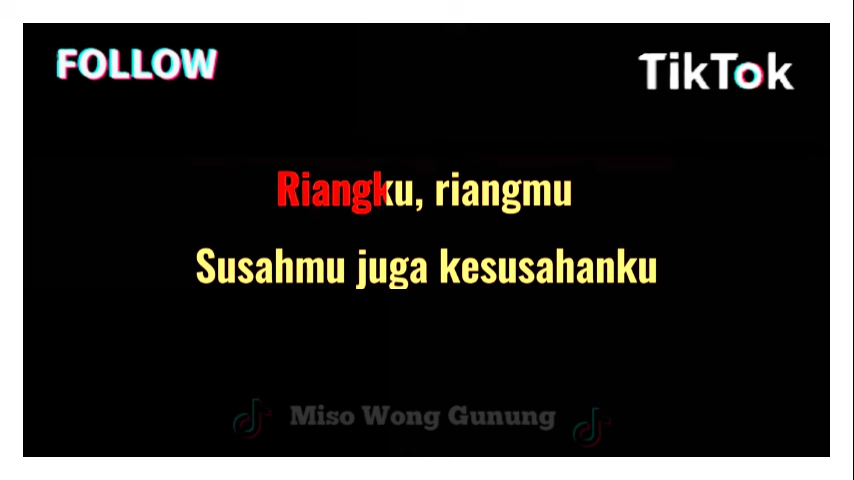 FOLLOW
TikTok
Riangku, riangmu
Susahmu juga kesusahanku
Miso Wong Gunung